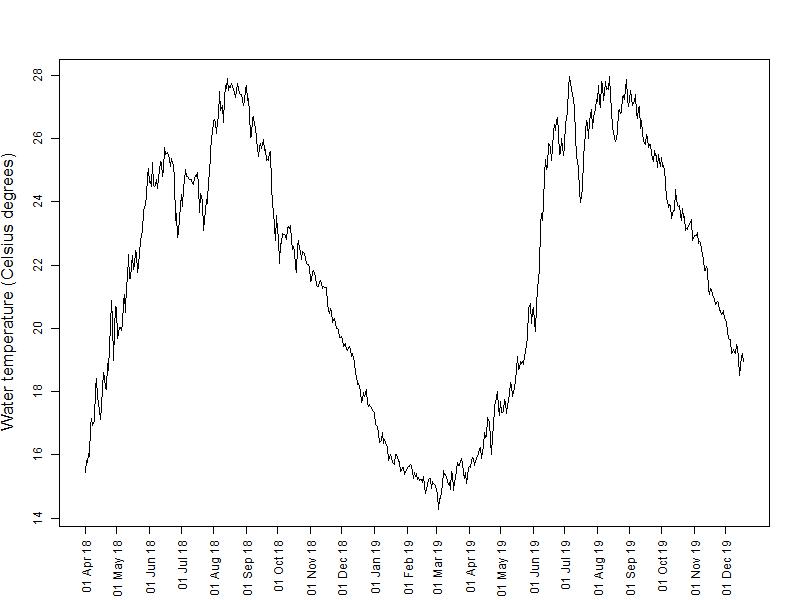 Water temperature (Celsius degrees)
28
26
24
22
20
18
16
14
01 Apr 18
01 May 18
01 Jun 18
01 Jul 18
01 Aug 18
01 Sep 18
01 Oct 18
01 Nov 18
01 Dec 18
01 Jan 19
01 Feb 19
01 Mar 19
01 Apr 19
01 May 19
01 Jun 19
01 Jul 19
01 Aug 19
01 Sep 19
01 Oct 19
01 Nov 19
01 Dec 19